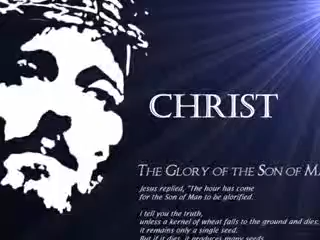 CHRIST
THE GLORY OF THE SON OF
Jesus replied, "The hour has come
for the Son of Man to be glorified.
I tell you the truth,
unless a kernel of wheat falls to the ground and dies,
it remains only a single seed.
But if it dies, it produces many seeds.